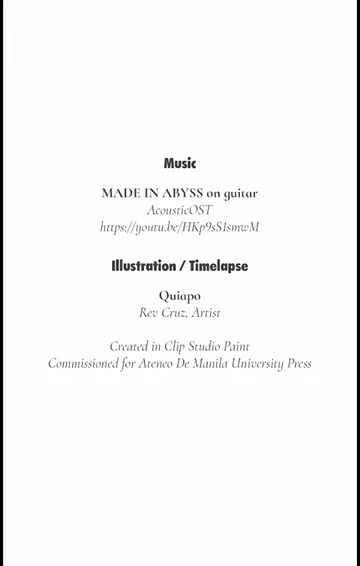 Music
MADE IN ABYSS on guitar
AcousticOST
https://youtu.be/HKp9sS1smwM
Illustration / Timelapse
Quiapo
Rev Cruz, Artist
Created in Clip Studio Paint
Commissioned for Ateneo De Manila University Press